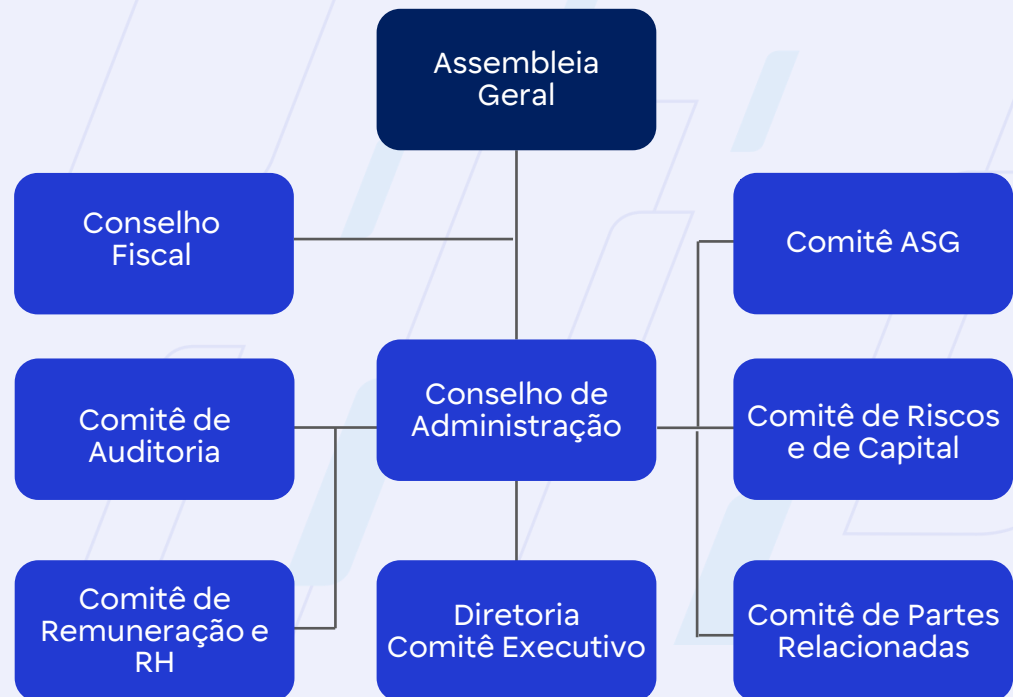 Assembleia
Geral
Conselho
Fiscal
Comitê ASG
Comitê de
Auditoria
Conselho de
Administração
Comitê de Riscos
e de Capital
Comitê de
Remuneração e
RH
Diretoria
Comitê Executivo
Comitê de Partes
Relacionadas